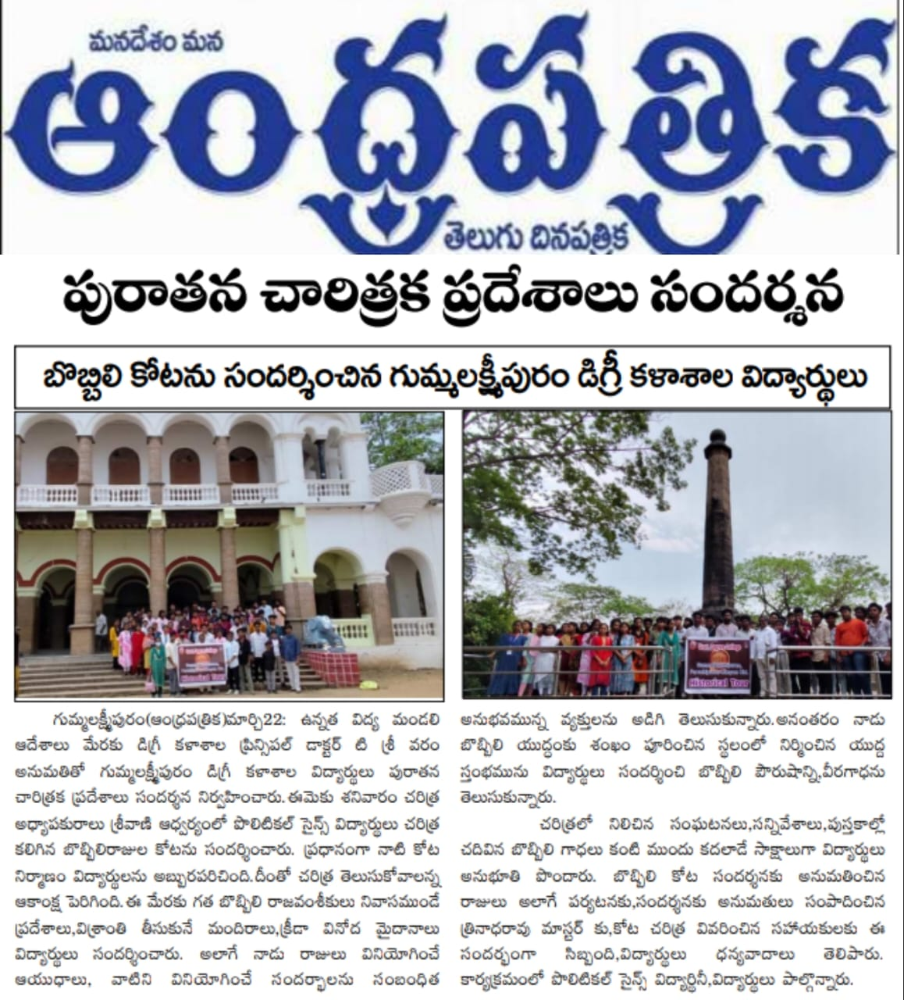 మనదేశం మన
ఆంధ్రపత్రిక
తెలుగు దినపత్రిక
పురాతన చారిత్రక ప్రదేశాలు సందర్శన
బొబ్బిలి కోటను సందర్శించిన గుమ్మలక్ష్మీపురం డిగ్రీ కళాశాల విద్యార్థులు
Historical Tour
Historical Tour
గుమ్మలక్ష్మీపురం(ఆంధ్రపత్రిక)మార్చి22: ఉన్నత విద్య మండలి
ఆదేశాలు మేరకు డిగ్రీ కళాశాల ప్రిన్సిపల్ డాక్టర్ టి శ్రీ వరం
అనుమతితో గుమ్మలక్ష్మీపురం డిగ్రీ కళాశాల విద్యార్థులు పురాతన
చారిత్రక ప్రదేశాలు సందర్శన నిర్వహించారు.ఈమెకు శనివారం చరిత్ర
అధ్యాపకురాలు శ్రీవాణి ఆధ్వర్యంలో పొలిటికల్ సైన్స్ విద్యార్థులు చరిత్ర
కలిగిన బొబ్బిలిరాజుల కోటను సందర్శించారు. ప్రధానంగా నాటి కోట
నిర్మాణం విద్యార్థులను అబ్బురపరిచింది.దీంతో చరిత్ర తెలుసుకోవాలన్న
ఆకాంక్ష పెరిగింది.ఈ మేరకు గత బొబ్బిలి రాజవంశీకులు నివాసముండే
ప్రదేశాలు,విశ్రాంతి తీసుకునే మందిరాలు,క్రీడా వినోద మైదానాలు
విద్యార్థులు సందర్శించారు. అలాగే నాడు రాజులు వినియోగించే
ఆయుధాలు, వాటిని వినియోగించే సందర్భాలను సంబంధిత
అనుభవమున్న వ్యక్తులను అడిగి తెలుసుకున్నారు.అనంతరం నాడు
బొబ్బిలి యుద్ధంకు శంఖం పూరించిన స్థలంలో నిర్మించిన యుద్ద
స్తంభమును విద్యార్థులు సందర్శించి బొబ్బిలి పౌరుషాన్ని,వీరగాధను
తెలుసుకున్నారు.
చరిత్రలో నిలిచిన సంఘటనలు,సన్నివేశాలు,పుస్తకాల్లో
చదివిన బొబ్బిలి గాధలు కంటి ముందు కదలాడే సాక్షాలుగా విద్యార్థులు
అనుభూతి పొందారు. బొబ్బిలి కోట సందర్శనకు అనుమతించిన
రాజులు అలాగే పర్యటనకు,సందర్శనకు అనుమతులు సంపాదించిన
త్రినాధరావు మాస్టర్ కు,కోట చరిత్ర వివరించిన సహాయకులకు ఈ
సందర్భంగా సిబ్బంది,విద్యార్థులు ధన్యవాదాలు తెలిపారు.
కార్యక్రమంలో పొలిటికల్ సైన్స్ విద్యార్థినీ,విద్యార్థులు పాల్గొన్నారు.